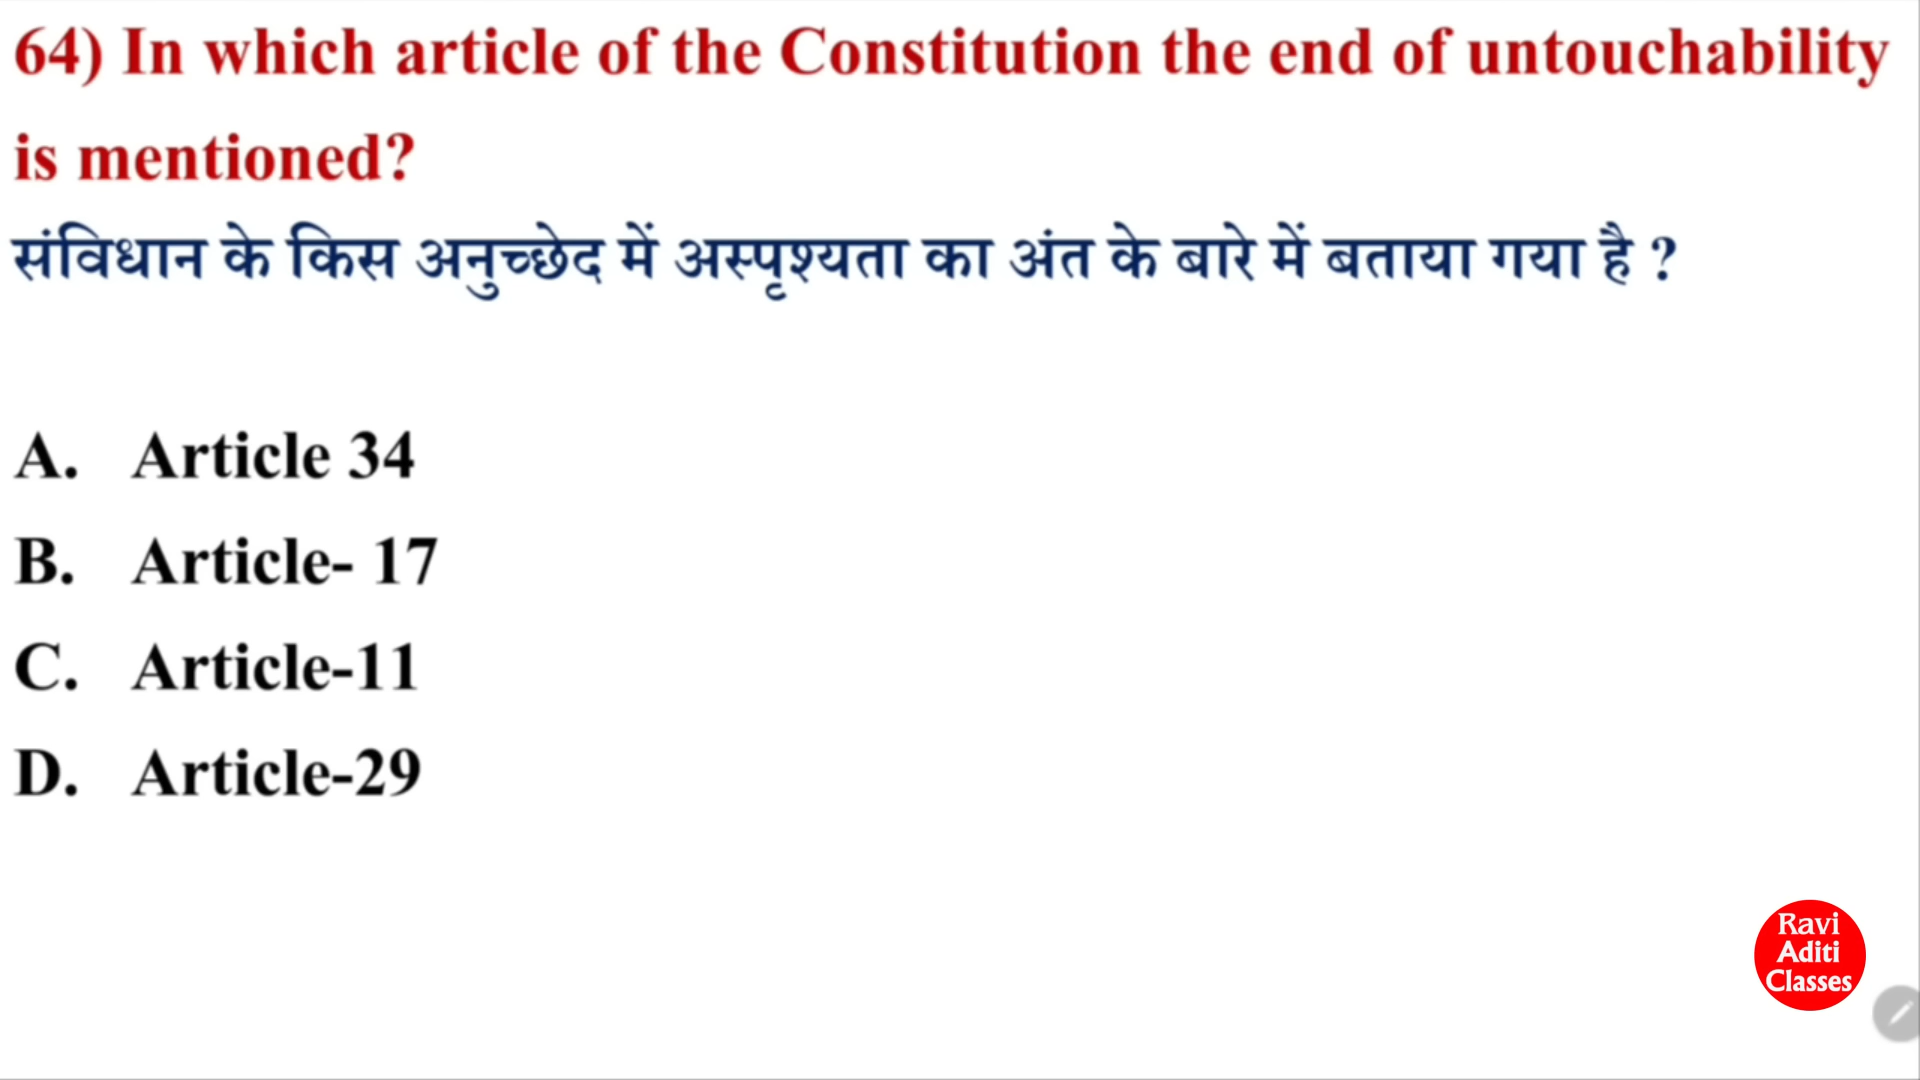 64) In which article of the Constitution the end of untouchability
is mentioned?
संविधान के किस अनुच्छेद में अस्पृश्यता का अंत के बारे में बताया गया है ?
A. Article 34
B. Article- 17
C. Article-11
D. Article-29
Ravi
Aditi
Classes